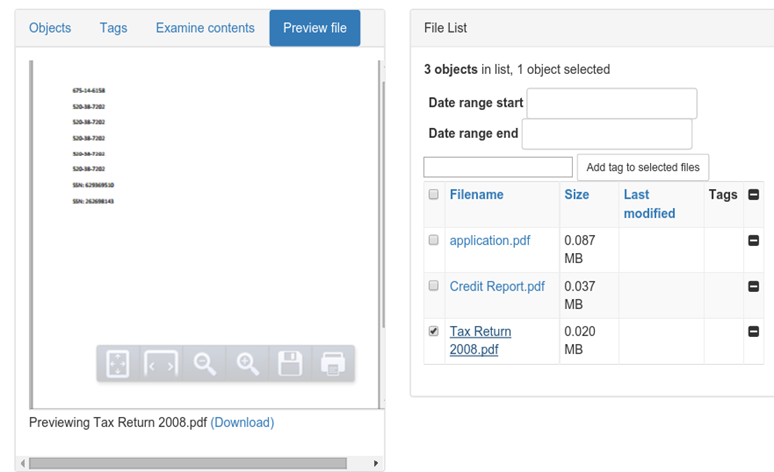 Objects Tags Examine contents Preview file
675-14-6158
520-38-7202
520-38-7202
520-38-7202
520-38-7202
520-38-7202
SSN: 629369510
SSN: 262698143
Previewing Tax Return 2008.pdf (Download)
File List
3 objects in list, 1 object selected
Date range start
Date range end
Add tag to selected files
Filename Size Last modified Tags
application.pdf 0.087 MB
Credit Report.pdf 0.037 MB
Tax Return 2008.pdf 0.020 MB